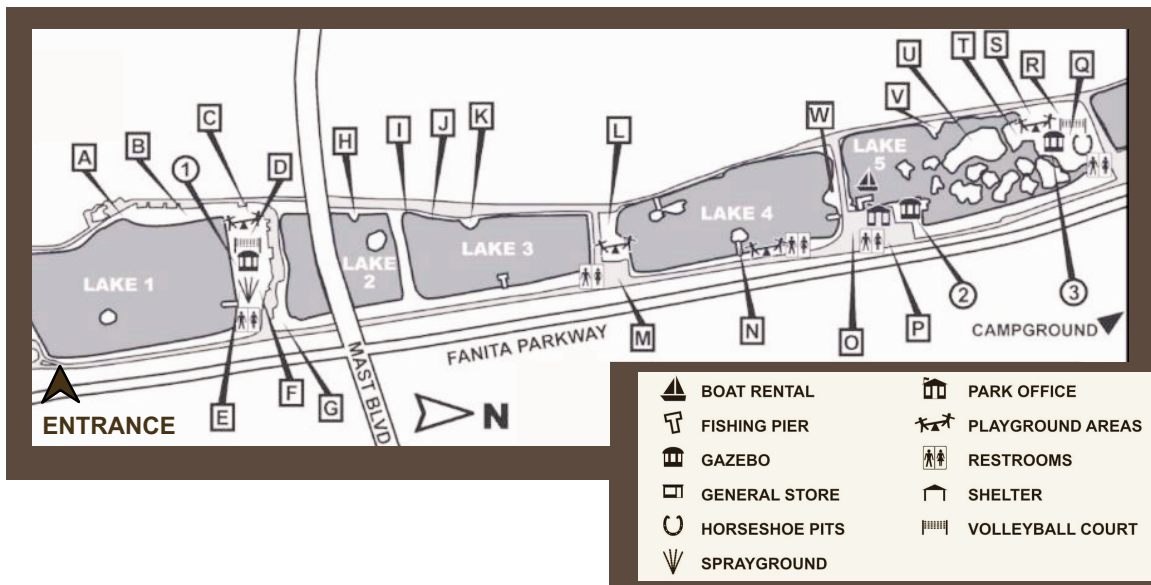 A
B
C
1
D
H
I
J
K
L
W
V
U
T
S
R
Q
LAKE 1
LAKE
2
LAKE 3
LAKE 4
LAKE
5
E
F
G
M
N
O
2
P
3
MAST BLVD
FANITA PARKWAY
CAMPGROUND
ENTRANCE
N
BOAT RENTAL
FISHING PIER
GAZEBO
GENERAL STORE
HORSESHOE PITS
SPRAYGROUND
PARK OFFICE
PLAYGROUND AREAS
RESTROOMS
SHELTER
VOLLEYBALL COURT